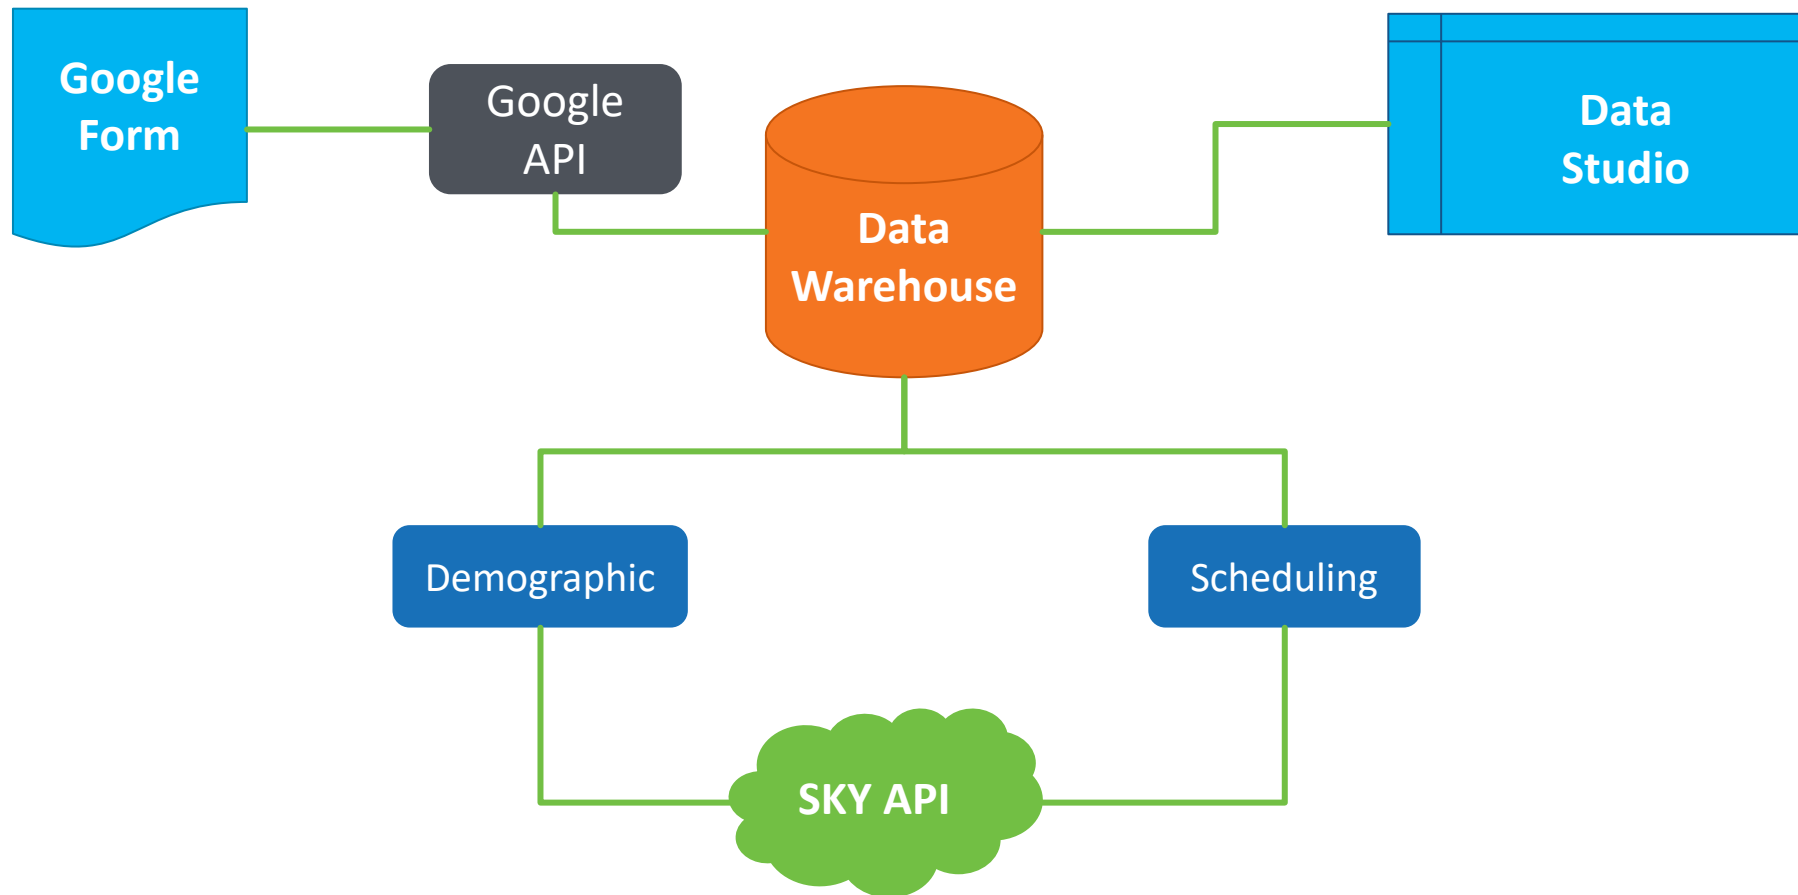 Google
Form
Google
API
Data
Warehouse
Data
Studio
Demographic
Scheduling
SKY API